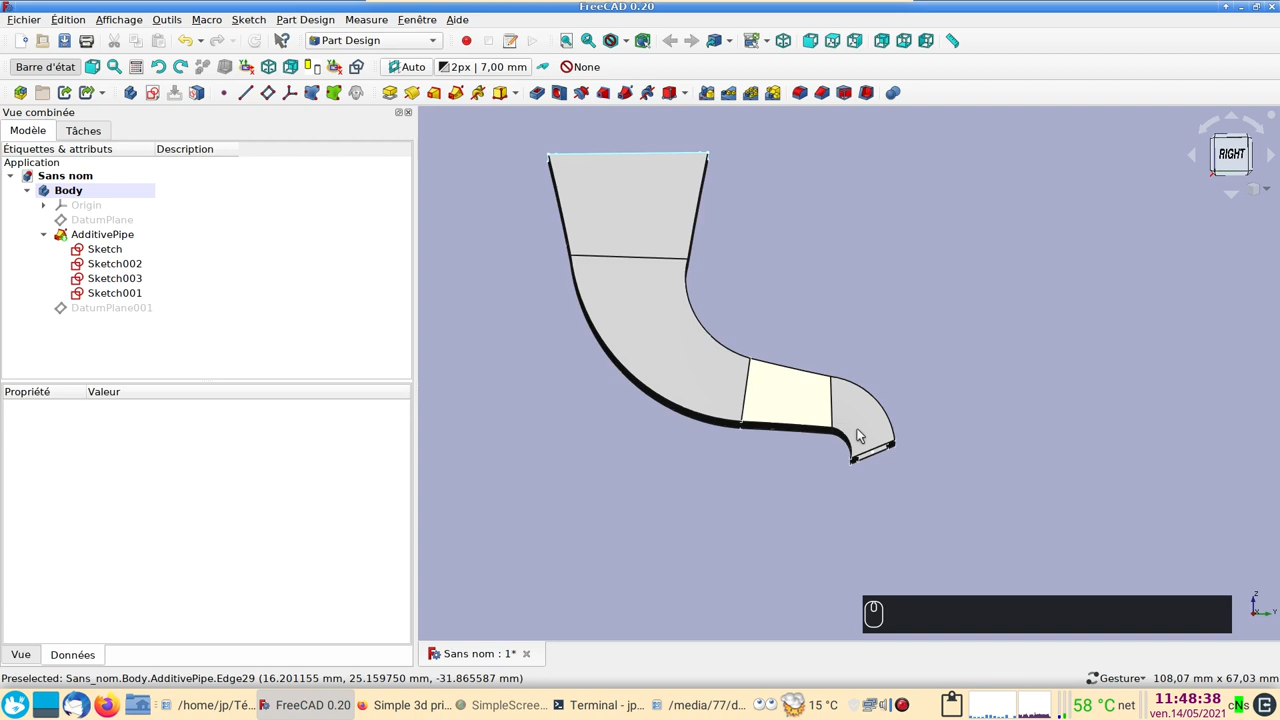 FreeCAD 0.20
Fichier Édition Affichage Outils Macro Sketch Part Design Measure Fenêtre Aide
Part Design
Barre d'état Auto 2px | 7,00 mm None
Vue combinée
Modèle Tâches
Étiquettes & attributs Description
Application
Sans nom
Body
Origin
DatumPlane
AdditivePipe
Sketch
Sketch002
Sketch003
Sketch001
DatumPlane001
RIGHT
Propriété Valeur
Z
Y
X
Vue Données
Sans nom : 1*
Preselected: Sans_nom.Body.AdditivePipe.Edge29 (16.201155 mm, 25.159750 mm, -31.865587 mm)
Gesture 108,07 mm x 67,03 mm
/home/jp/Té... FreeCAD 0.20 Simple 3d pri... SimpleScree... Terminal - jp... /media/77/d... 15 °C 58 °C net 11:48:38
ven.14/05/2021
cNs